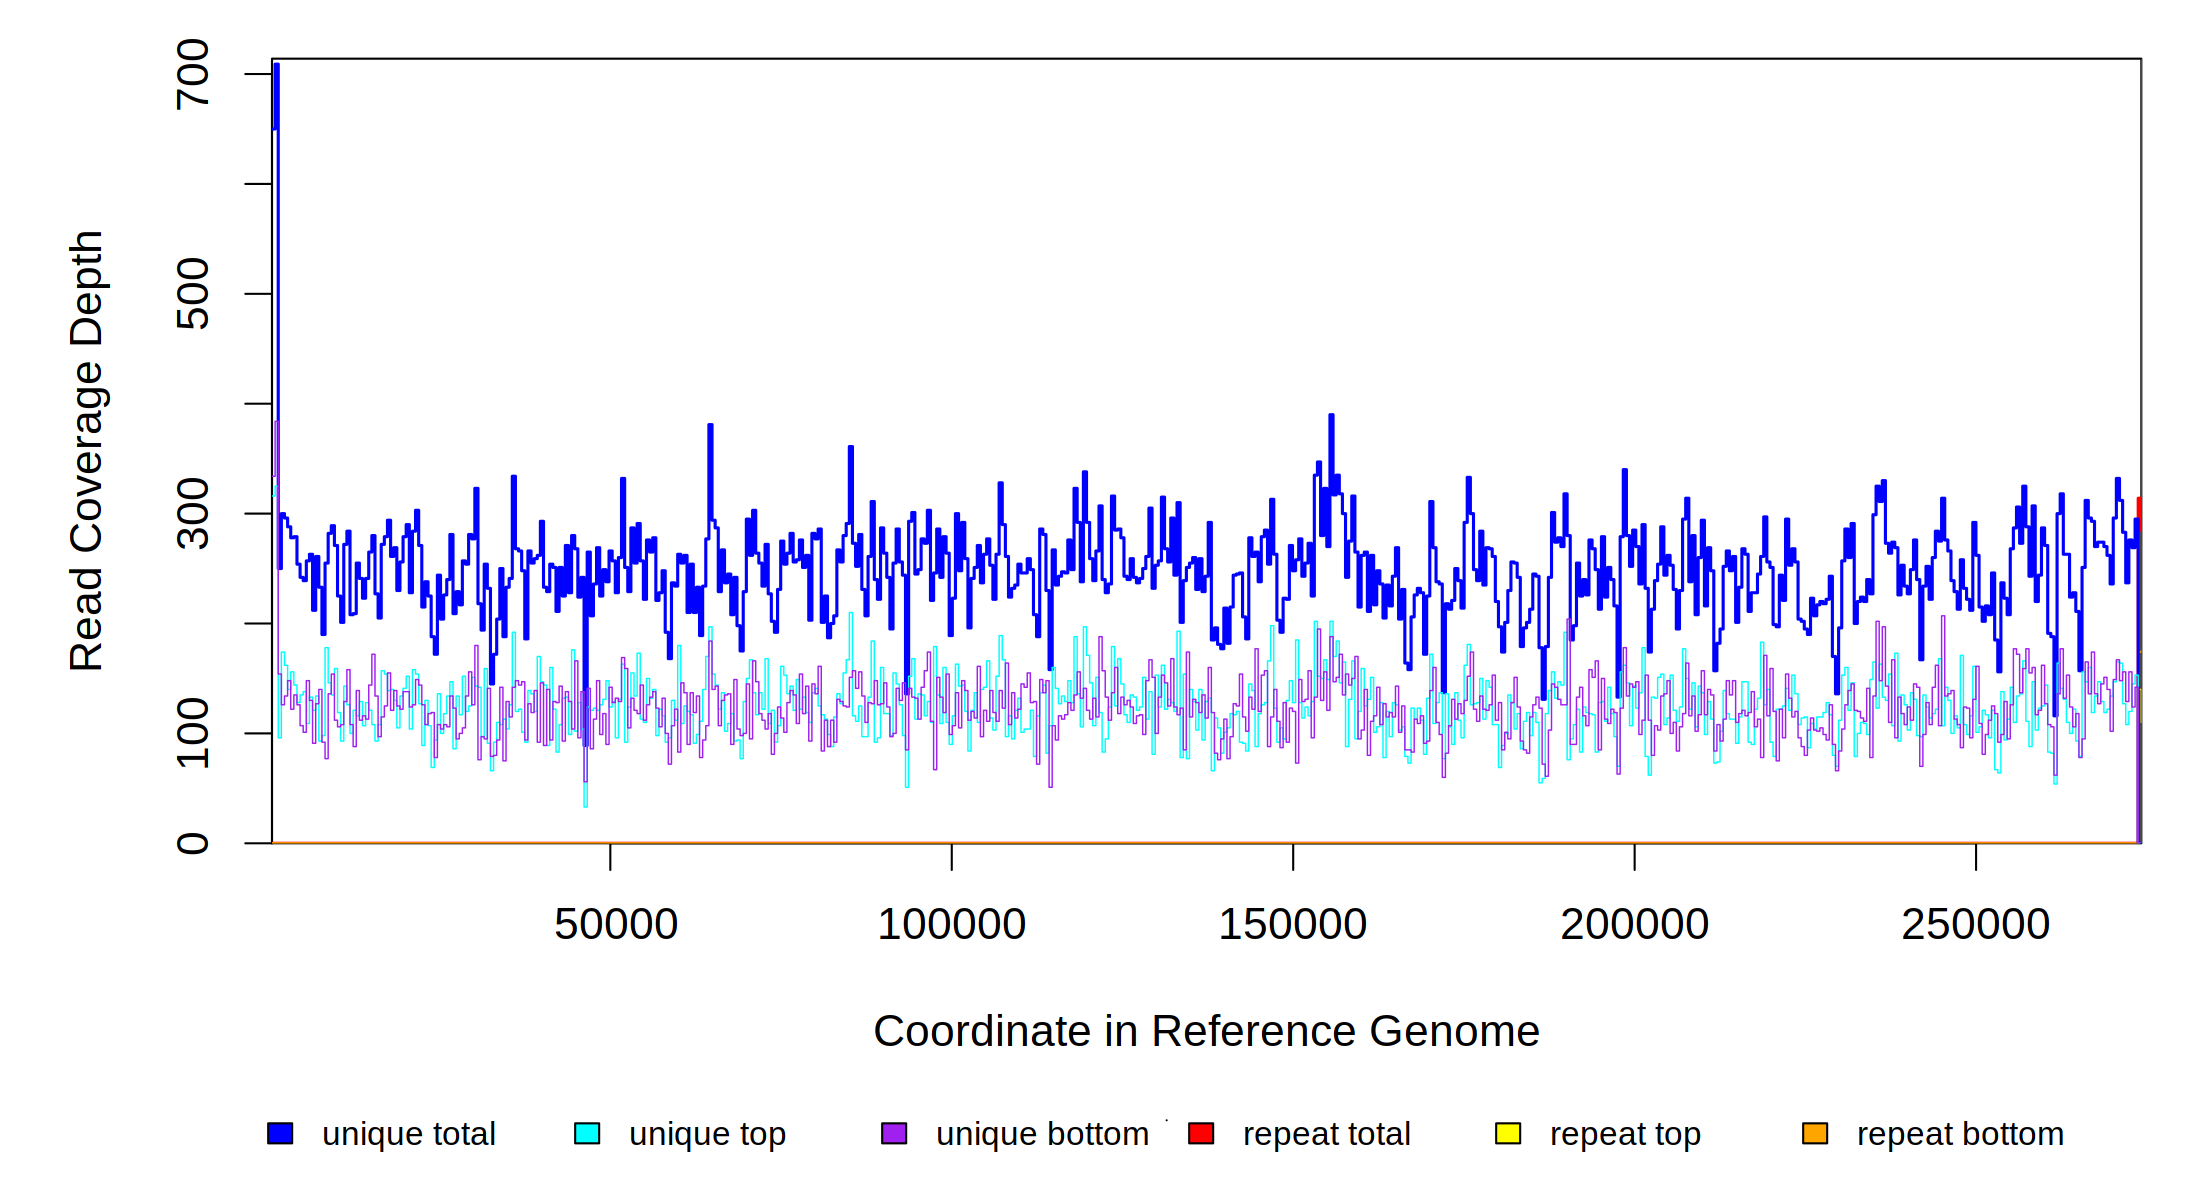 Read Coverage Depth
700
500
300
100
0
50000 100000 150000 200000 250000
Coordinate in Reference Genome
unique total unique top unique bottom repeat total repeat top repeat bottom